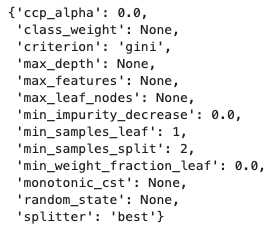 {'ccp_alpha': 0.0,
'class_weight': None,
'criterion': 'gini',
'max_depth': None,
'max_features': None,
'max_leaf_nodes': None,
'min_impurity_decrease': 0.0,
'min_samples_leaf': 1,
'min_samples_split': 2,
'min_weight_fraction_leaf': 0.0,
'monotonic_cst': None,
'random_state': None,
'splitter': 'best'}